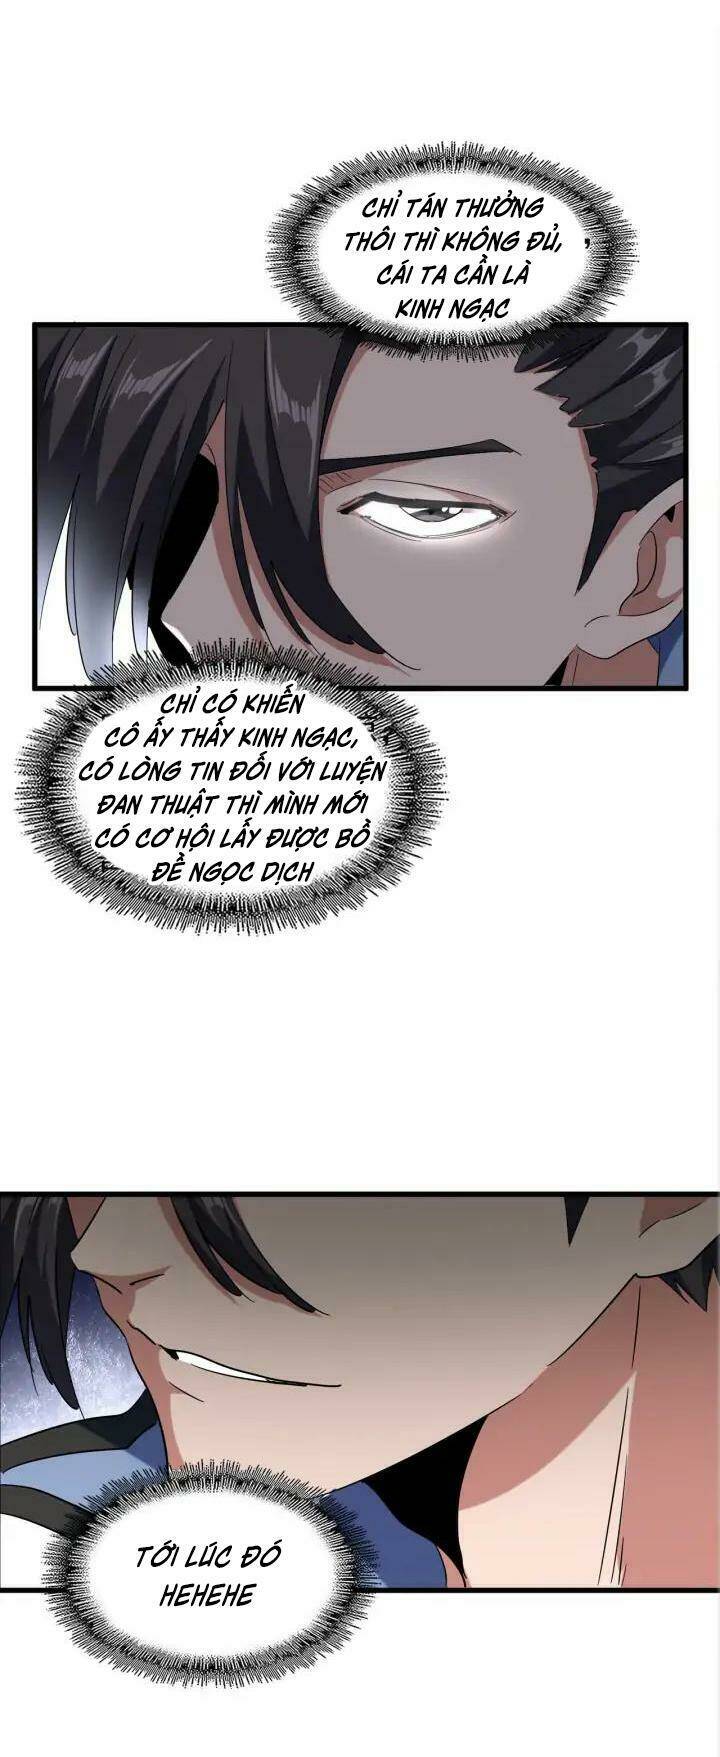 CHỈ TÁN THƯỞNG
THÔI THÌ KHÔNG ĐỦ,
CÁI TA CẦN LÀ
KINH NGẠC
CHỈ CÓ KHIẾN
CÔ ẤY THẤY KINH NGẠC,
CÓ LÒNG TIN ĐỐI VỚI LUYỆN
ĐAN THUẬT THÌ MÌNH MỚI
CÓ CƠ HỘI LẤY ĐƯỢC BỒ
ĐỀ NGỌC DỊCH
TỚI LÚC ĐÓ
HEHEHE